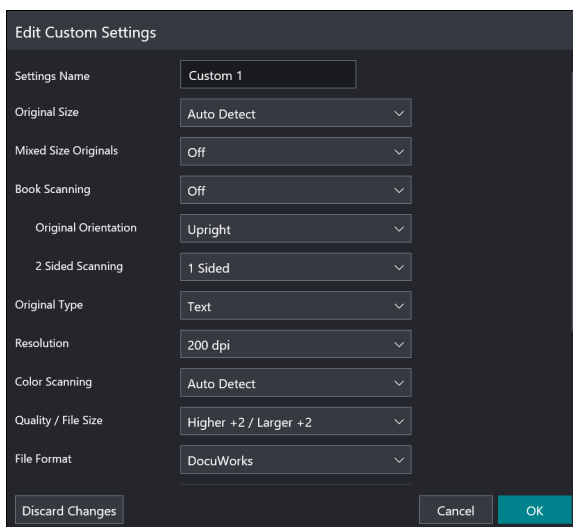 Edit Custom Settings
Settings Name Custom 1
Original Size Auto Detect
Mixed Size Originals Off
Book Scanning Off
Original Orientation Upright
2 Sided Scanning 1 Sided
Original Type Text
Resolution 200 dpi
Color Scanning Auto Detect
Quality / File Size Higher +2 / Larger +2
File Format DocuWorks
Discard Changes Cancel OK